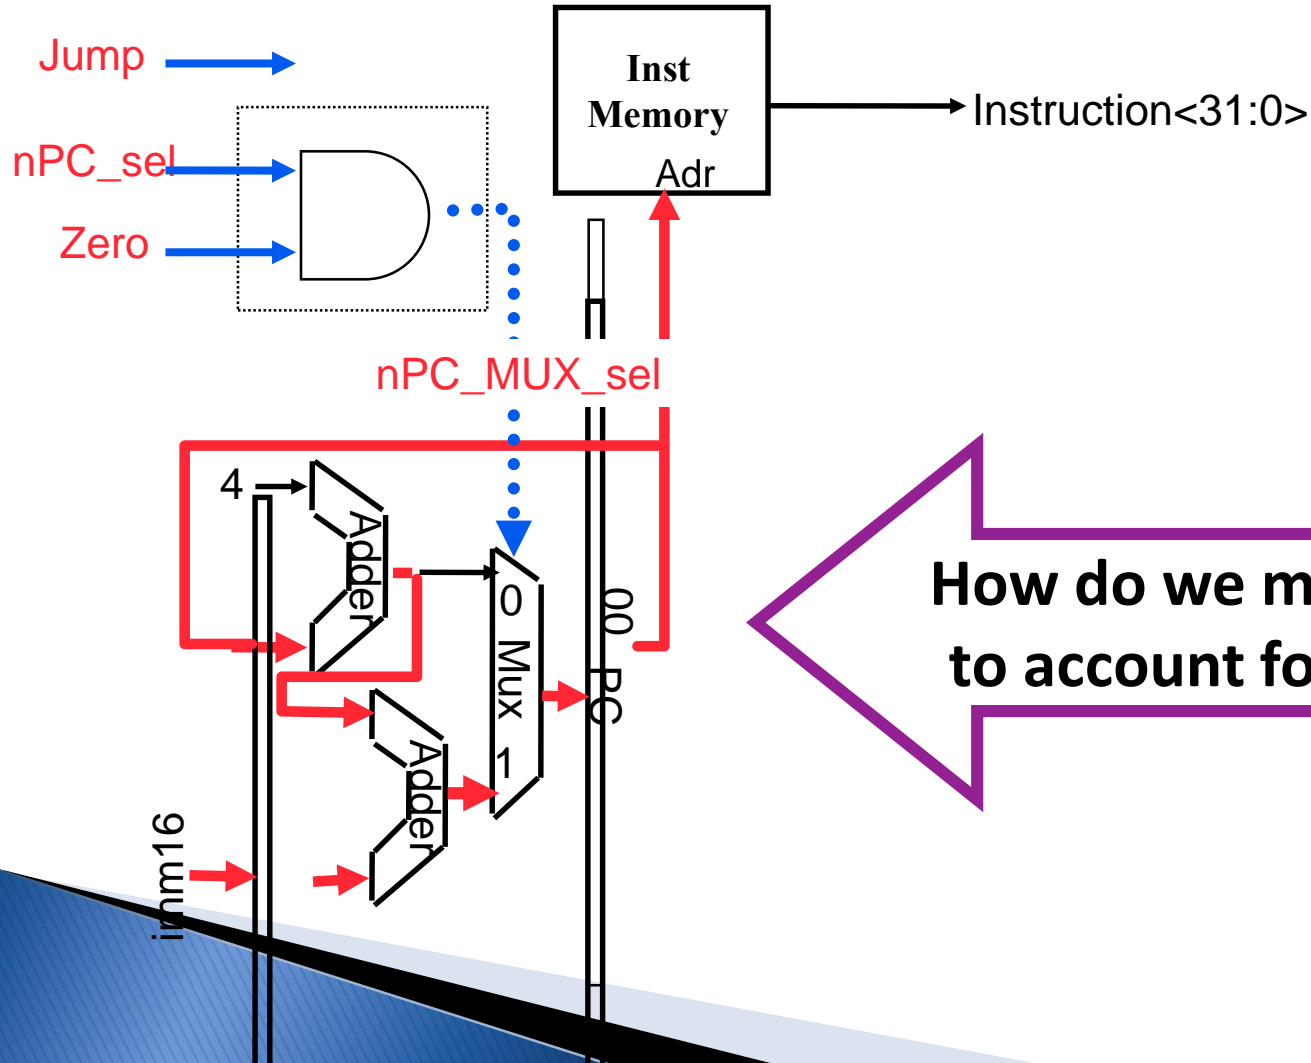 Jump
Inst
Memory
Adr
Instruction<31:0>
nPC_sel
Zero
nPC_MUX_sel
4
Adder
0
Mux
1
00
PC
Adder
imm16
How do we m
to account fo